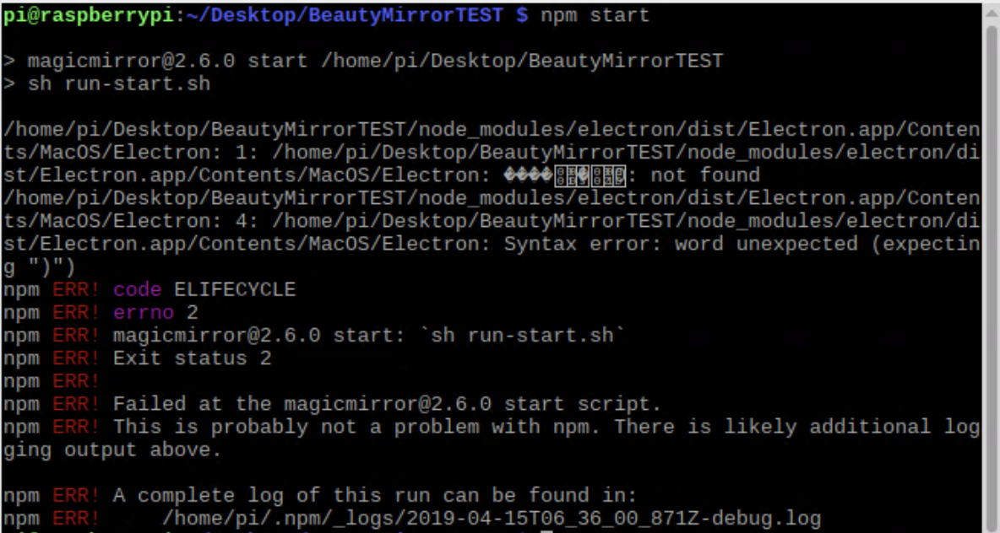 pi@raspberrypi:~/Desktop/BeautyMirrorTEST $ npm start
> magicmirror@2.6.0 start /home/pi/Desktop/BeautyMirrorTEST
> sh run-start.sh
/home/pi/Desktop/BeautyMirrorTEST/node_modules/electron/dist/Electron.app/Conten
ts/MacOS/Electron: 1: /home/pi/Desktop/BeautyMirrorTEST/node_modules/electron/di
st/Electron.app/Contents/MacOS/Electron: : not found
/home/pi/Desktop/BeautyMirrorTEST/node_modules/electron/dist/Electron.app/Conten
ts/MacOS/Electron: 4: /home/pi/Desktop/BeautyMirrorTEST/node_modules/electron/di
st/Electron.app/Contents/MacOS/Electron: Syntax error: word unexpected (expectin
g ")")
npm ERR! code ELIFECYCLE
npm ERR! errno 2
npm ERR! magicmirror@2.6.0 start: `sh run-start.sh`
npm ERR! Exit status 2
npm ERR!
npm ERR! Failed at the magicmirror@2.6.0 start script.
npm ERR! This is probably not a problem with npm. There is likely additional log
ging output above.
npm ERR! A complete log of this run can be found in:
npm ERR!     /home/pi/.npm/_logs/2019-04-15T06_36_00_871Z-debug.log